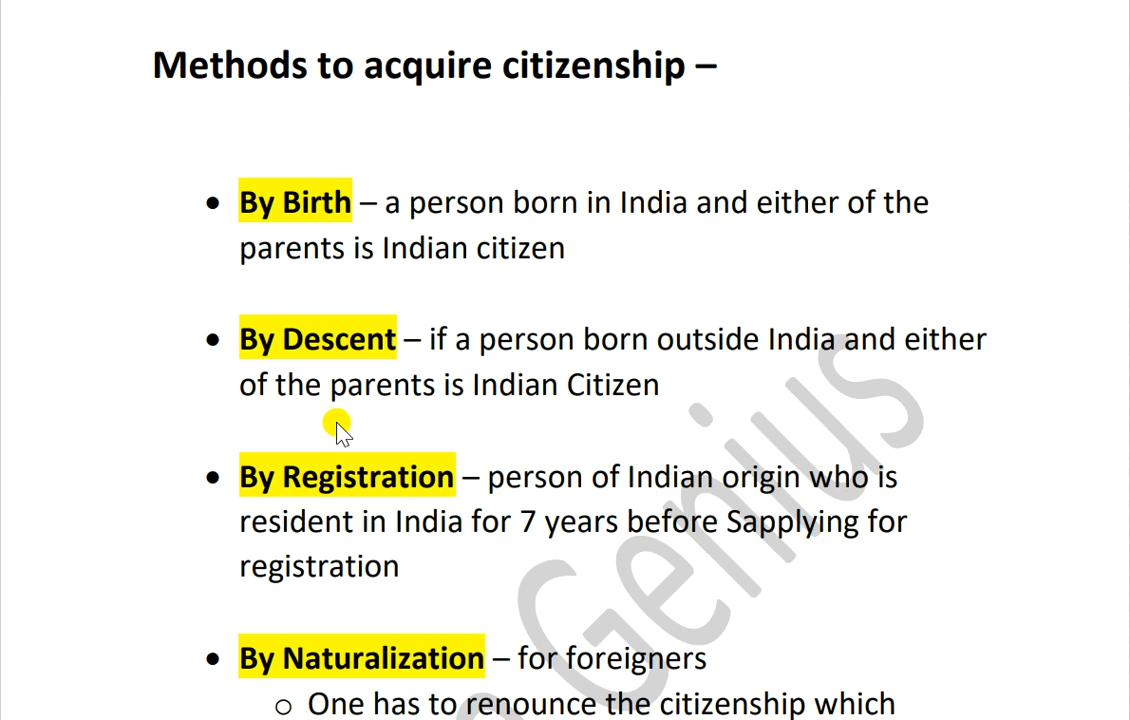 Methods to acquire citizenship –
• By Birth – a person born in India and either of the
parents is Indian citizen
• By Descent – if a person born outside India and either
of the parents is Indian Citizen
• By Registration – person of Indian origin who is
resident in India for 7 years before Sapplying for
registration
• By Naturalization – for foreigners
o One has to renounce the citizenship which
Genius